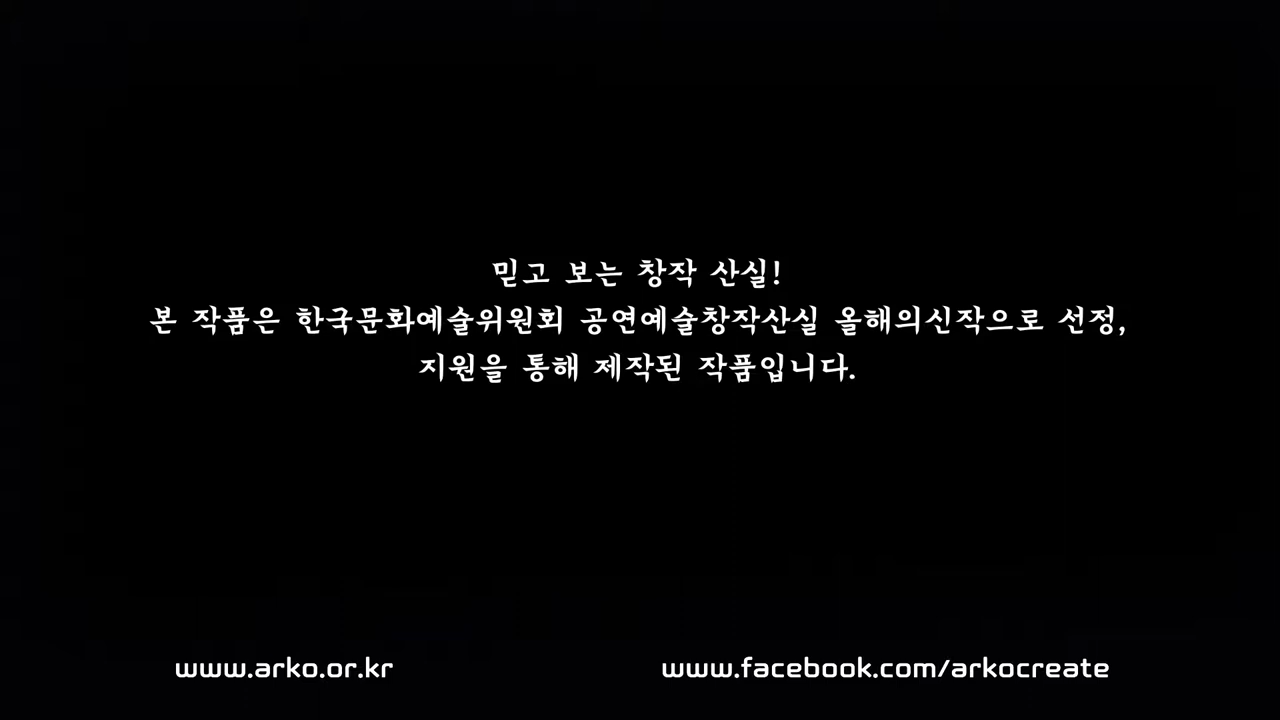 믿고 보는 창작 산실!
본 작품은 한국문화예술위원회 공연예술창작산실 올해의신작으로 선정,
지원을 통해 제작된 작품입니다.
www.arko.or.kr
www.facebook.com/arkocreate